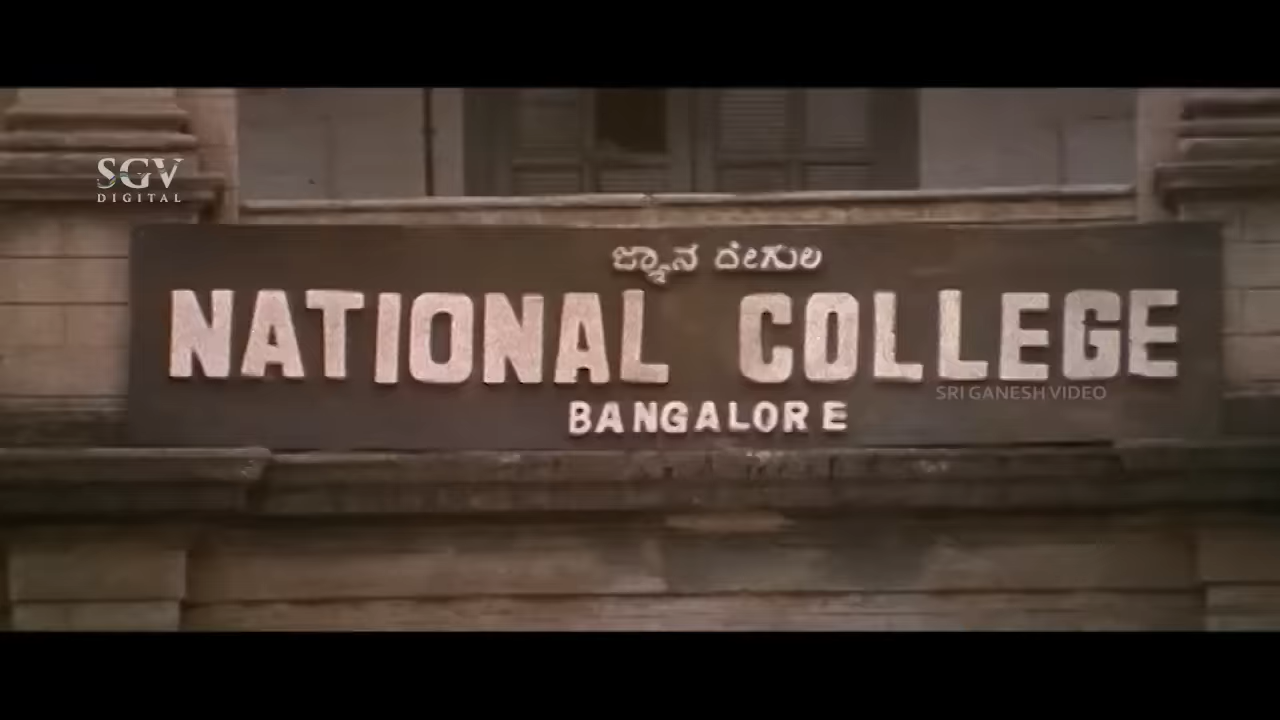 SGV
DIGITAL
ಜ್ಞಾನ ದೇಗುಲ
NATIONAL COLLEGE
SRI GANESH VIDEO
BANGALORE